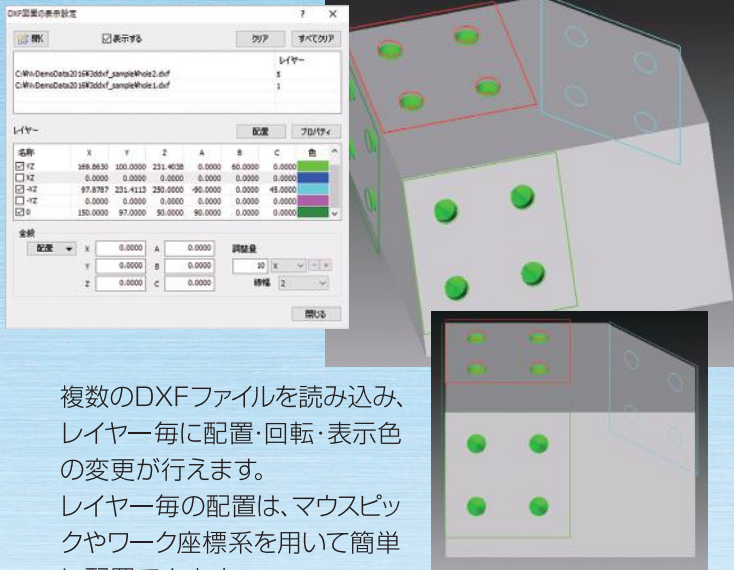 DXF図面の表示設定 ? ×
開く 表示する クリア すべてクリア
レイヤー
C:¥hi¥DemoData2016¥3ddxf_sample¥hole2.dxf 5
C:¥hi¥DemoData2016¥3ddxf_sample¥hole1.dxf 1
レイヤー 配置 プロパティ
名称 X Y Z A B C 色
YZ 169.8630 100.0000 231.4038 0.0000 60.0000 0.0000
XZ 0.0000 0.0000 0.0000 0.0000 0.0000 0.0000
-XZ 97.8787 231.4113 250.0000 -90.0000 0.0000 45.0000
-YZ 0.0000 0.0000 0.0000 0.0000 0.0000 0.0000
0 150.0000 97.0000 50.0000 90.0000 0.0000 0.0000
全般
配置 X 0.0000 A 0.0000 調整量
Y 0.0000 B 0.0000 10 X - +
Z 0.0000 C 0.0000 線幅 2
閉じる
複数のDXFファイルを読み込み、
レイヤー毎に配置・回転・表示色
の変更が行えます。
レイヤー毎の配置は、マウスピッ
クやワーク座標系を用いて簡単